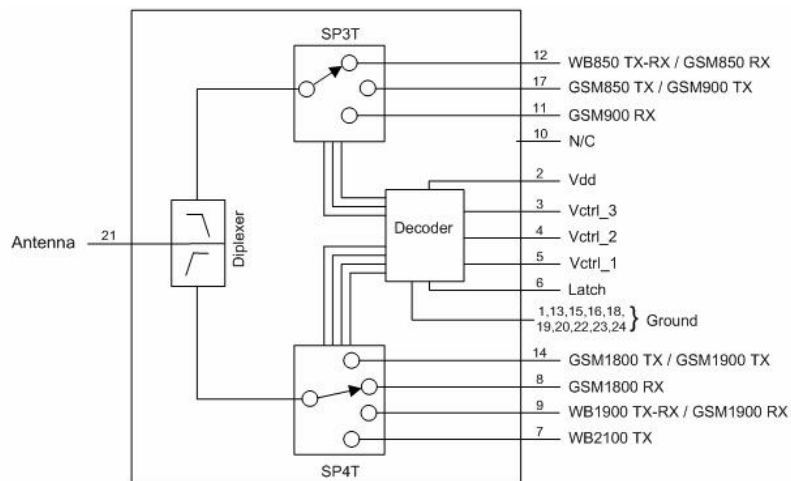 SP3T
12 WB850 TX-RX / GSM850 RX
17 GSM850 TX / GSM900 TX
11 GSM900 RX
10 N/C
2 Vdd
3 Vctrl_3
Decoder
4 Vctrl_2
Diplexer
Antenna 21
5 Vctrl_1
6 Latch
1,13,15,16,18,
19,20,22,23,24 } Ground
14 GSM1800 TX / GSM1900 TX
8 GSM1800 RX
9 WB1900 TX-RX / GSM1900 RX
7 WB2100 TX
SP4T